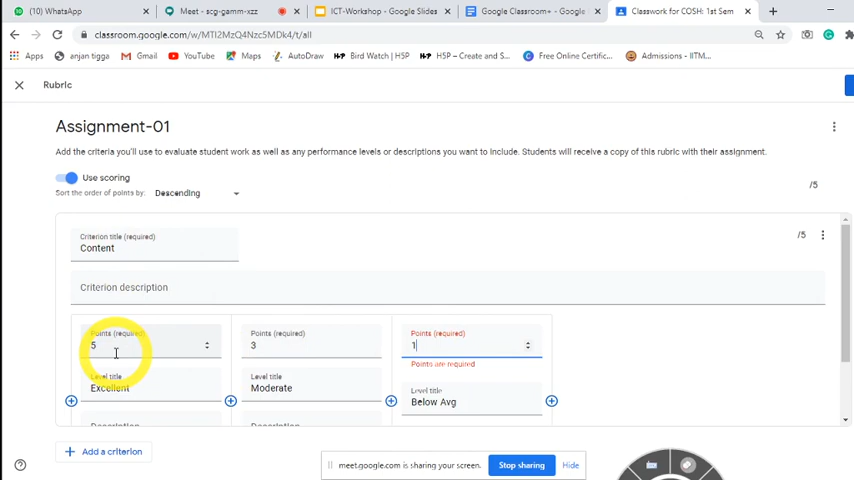 (10) WhatsApp
Meet - scg-gamm-xzz
ICT-Workshop - Google Slides
Google Classroom+ - Google
Classwork for COSH: 1st Sem
classroom.google.com/w/MTI2MzQ4Nzc5MDk4/t/all
Apps
anjan tigga
Gmail
YouTube
Maps
AutoDraw
H-P Bird Watch | H5P
H-P H5P – Create and S...
Free Online Certific...
Admissions - IITM...
Rubric
Assignment-01
Add the criteria you'll use to evaluate student work as well as any performance levels or descriptions you want to include. Students will receive a copy of this rubric with their assignment.
Use scoring
/5
Sort the order of points by: Descending
Criterion title (required)
Content
/5
Criterion description
Points (required)
5
Points (required)
3
Points (required)
1
Points are required
Level title
Excellent
Level title
Moderate
Level title
Below Avg
Description
Description
Add a criterion
meet.google.com is sharing your screen.
Stop sharing
Hide